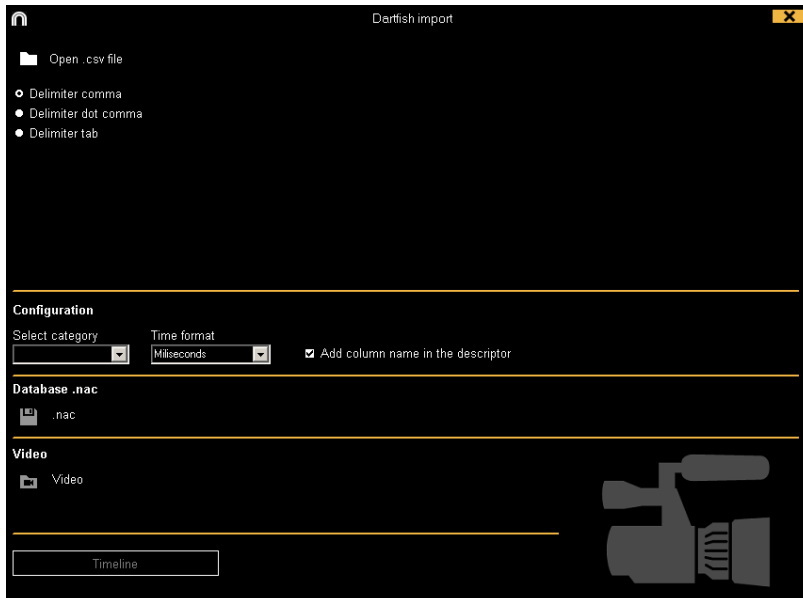 Dartfish import
Open .csv file
Delimiter comma
Delimiter dot comma
Delimiter tab
Configuration
Select category Time format
Miliseconds Add column name in the descriptor
Database .nac
.nac
Video
Video
Timeline